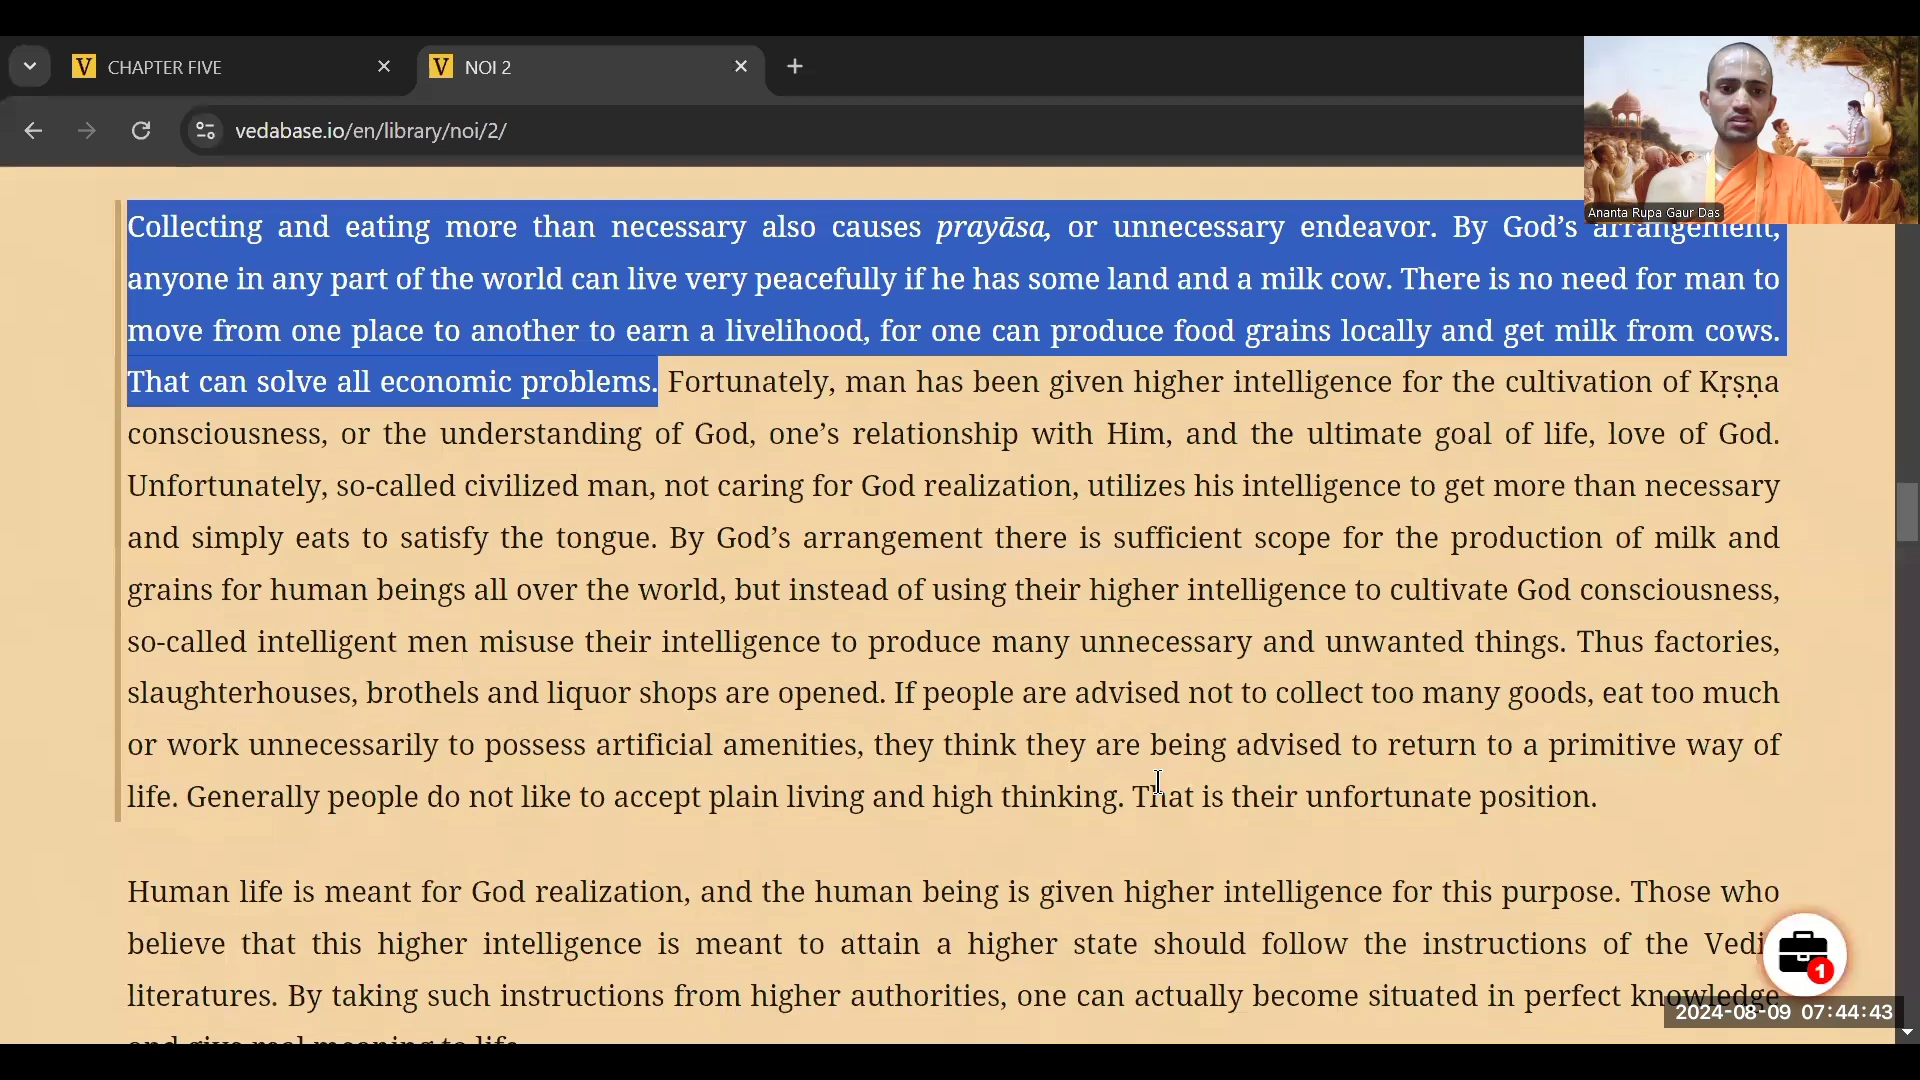 CHAPTER FIVE
NOI 2
vedabase.io/en/library/noi/2/
Ananta Rupa Gaur Das
Collecting and eating more than necessary also causes prayāsa, or unnecessary endeavor. By God’s arrangement,
anyone in any part of the world can live very peacefully if he has some land and a milk cow. There is no need for man to
move from one place to another to earn a livelihood, for one can produce food grains locally and get milk from cows.
That can solve all economic problems. Fortunately, man has been given higher intelligence for the cultivation of Kṛṣṇa
consciousness, or the understanding of God, one’s relationship with Him, and the ultimate goal of life, love of God.
Unfortunately, so-called civilized man, not caring for God realization, utilizes his intelligence to get more than necessary
and simply eats to satisfy the tongue. By God’s arrangement there is sufficient scope for the production of milk and
grains for human beings all over the world, but instead of using their higher intelligence to cultivate God consciousness,
so-called intelligent men misuse their intelligence to produce many unnecessary and unwanted things. Thus factories,
slaughterhouses, brothels and liquor shops are opened. If people are advised not to collect too many goods, eat too much
or work unnecessarily to possess artificial amenities, they think they are being advised to return to a primitive way of
life. Generally people do not like to accept plain living and high thinking. That is their unfortunate position.
Human life is meant for God realization, and the human being is given higher intelligence for this purpose. Those who
believe that this higher intelligence is meant to attain a higher state should follow the instructions of the Vedi
literatures. By taking such instructions from higher authorities, one can actually become situated in perfect knowledge
and give real meaning to life.
1
2024-08-09 07:44:43